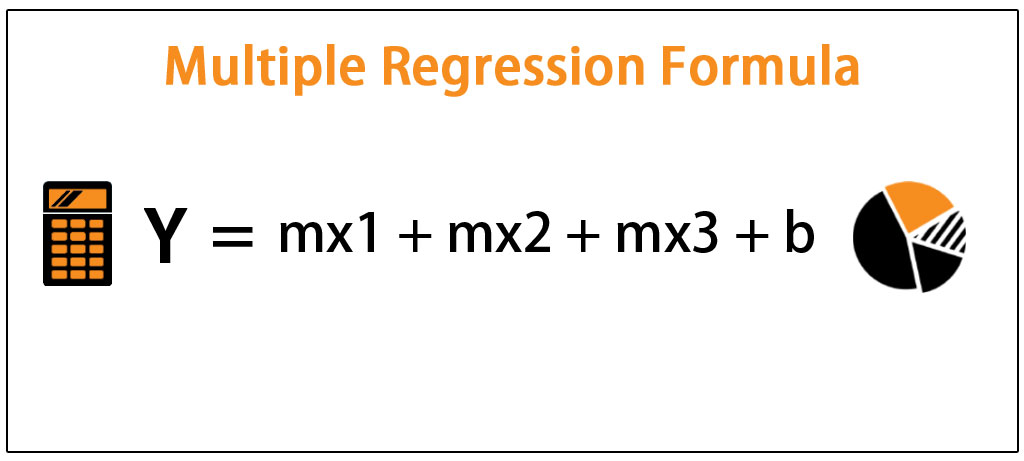 Multiple Regression Formula
Y = mx1 + mx2 + mx3 + b